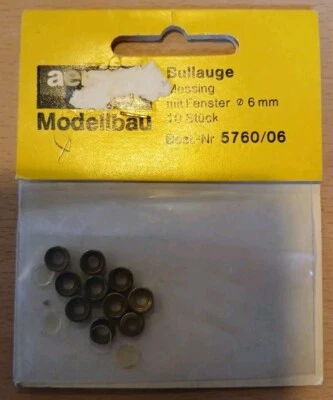 Modellbau
Bullauge
Messing
mit Fenster ⌀ 6 mm
10 Stück
Best.-Nr 5760/06